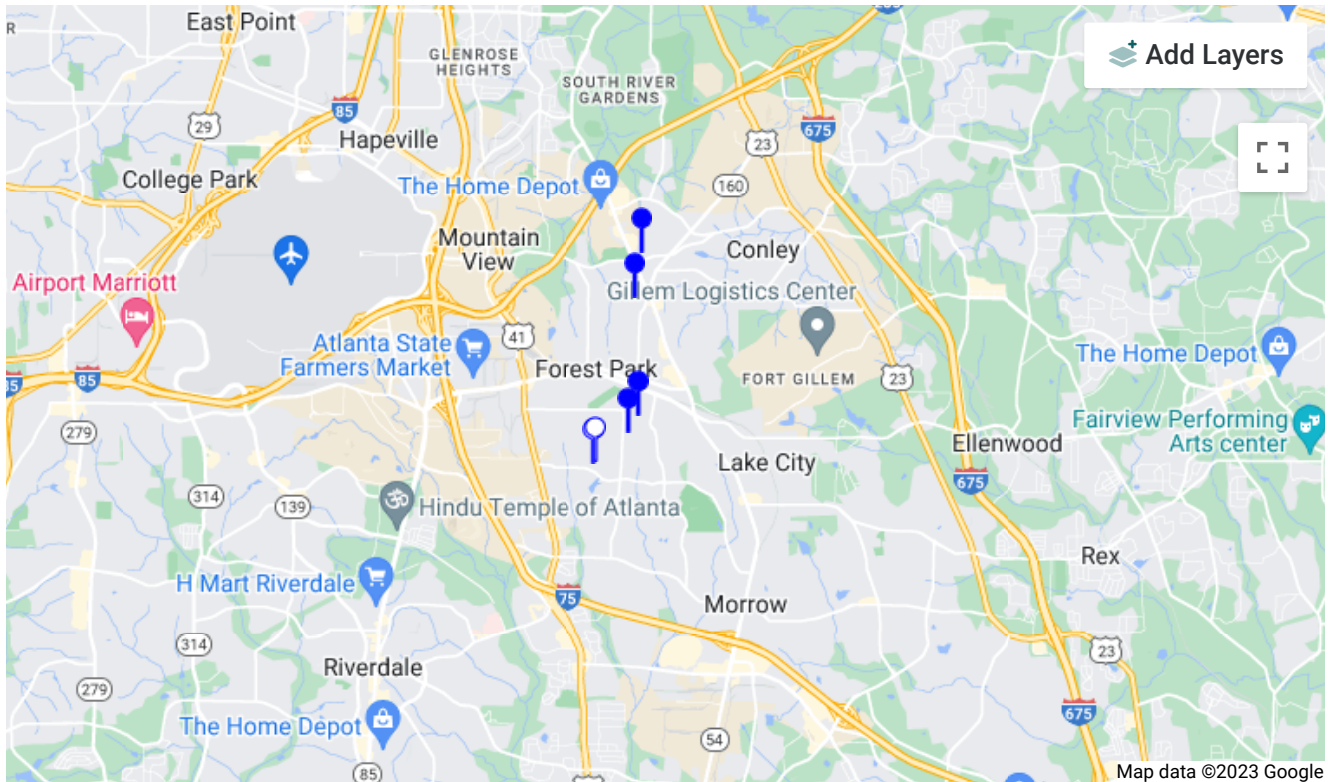 East Point
R
GLENROSE
HEIGHTS
SOUTH RIVER
GARDENS
Add Layers
85
29
Hapeville
23
675
College Park
The Home Depot
160
Mountain
View
Conley
Airport Marriott
Gillem Logistics Center
41
Atlanta State
Farmers Market
Forest Park
The Home Depot
85
85
FORT GILLEM
23
279
Fairview Performing
Arts center
Ellenwood
Lake City
675
314
139
Hindu Temple of Atlanta
Rex
H Mart Riverdale
75
Morrow
314
23
Riverdale
279
675
The Home Depot
54
85
Map data ©2023 Google